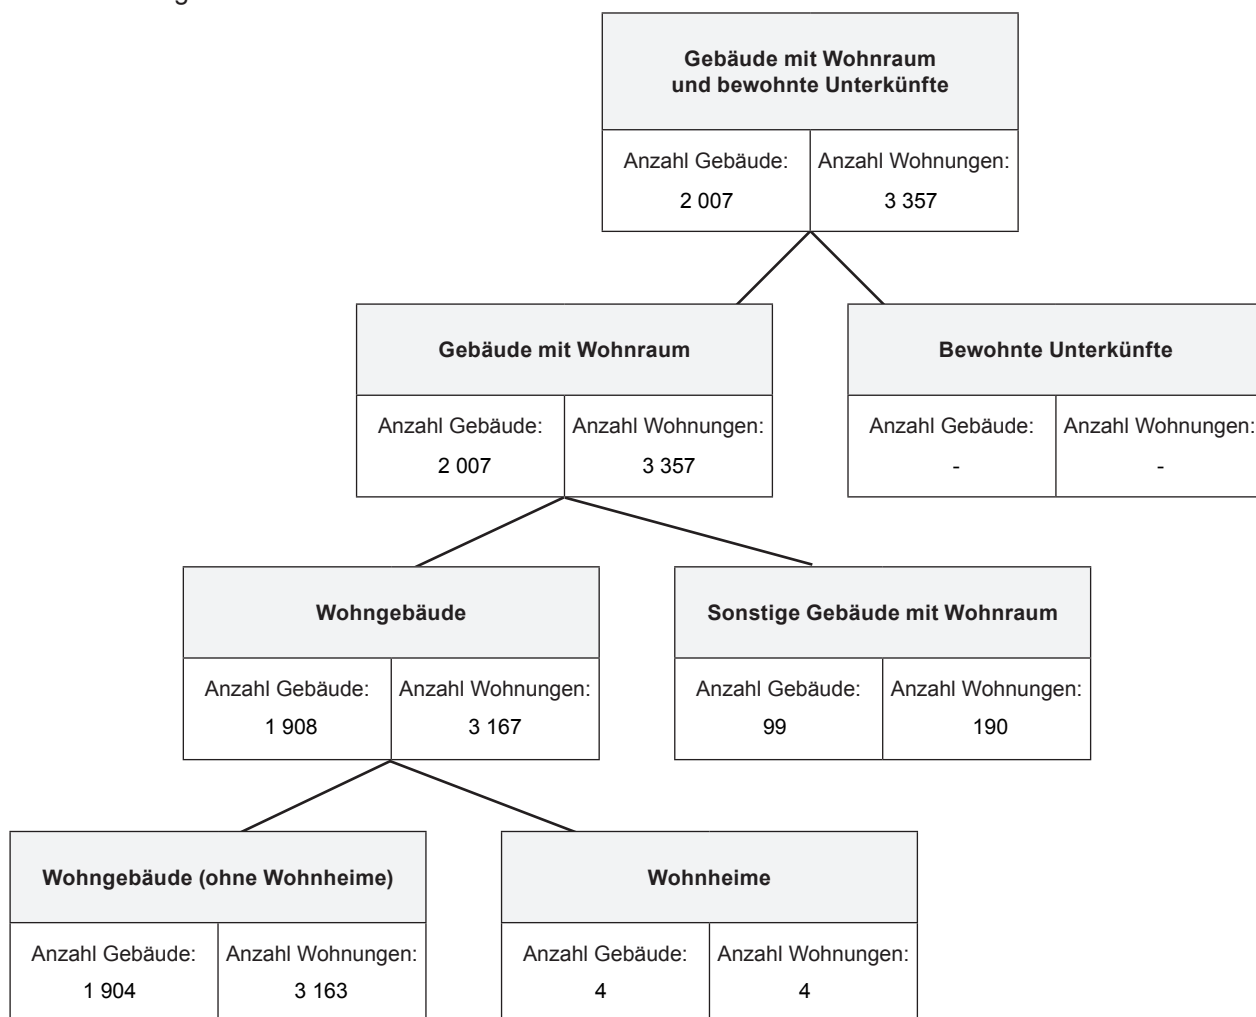 Gebäude mit Wohnraum
und bewohnte Unterkünfte
Anzahl Gebäude: Anzahl Wohnungen:
2 007 3 357
Gebäude mit Wohnraum Bewohnte Unterkünfte
Anzahl Gebäude: Anzahl Wohnungen: Anzahl Gebäude: Anzahl Wohnungen:
2 007 3 357 - -
Wohngebäude Sonstige Gebäude mit Wohnraum
Anzahl Gebäude: Anzahl Wohnungen: Anzahl Gebäude: Anzahl Wohnungen:
1 908 3 167 99 190
Wohngebäude (ohne Wohnheime) Wohnheime
Anzahl Gebäude: Anzahl Wohnungen: Anzahl Gebäude: Anzahl Wohnungen:
1 904 3 163 4 4